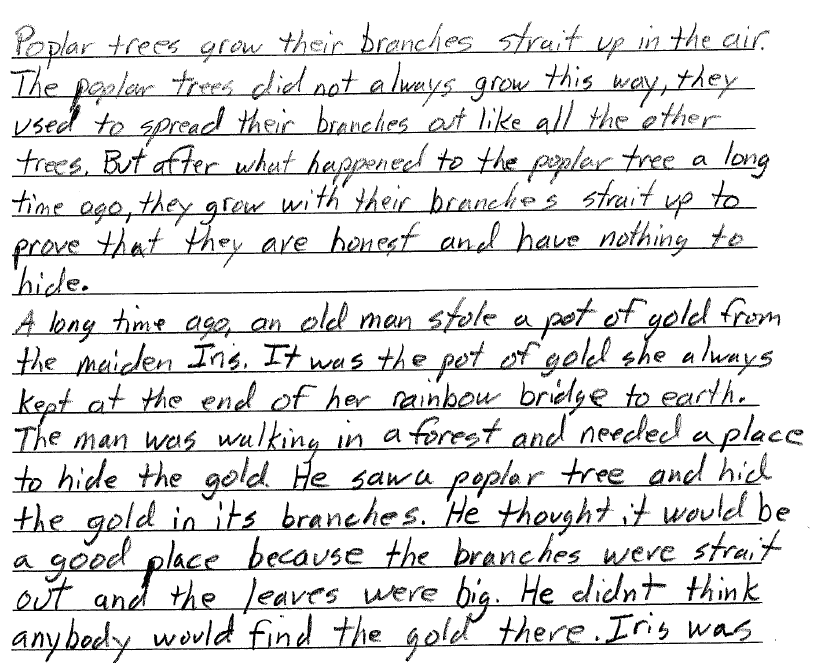 Poplar trees grow their branches strait up in the air.
The poplar trees did not always grow this way, they
used to spread their branches out like all the other
trees. But after what happened to the poplar tree a long
time ago, they grow with their branches strait up to
prove that they are honest and have nothing to
hide.
A long time ago, an old man stole a pot of gold from
the maiden Iris. It was the pot of gold she always
kept at the end of her rainbow bridge to earth.
The man was walking in a forest and needed a place
to hide the gold. He saw a poplar tree and hid
the gold in its branches. He thought it would be
a good place because the branches were strait
out and the leaves were big. He didnt think
anybody would find the gold there. Iris was